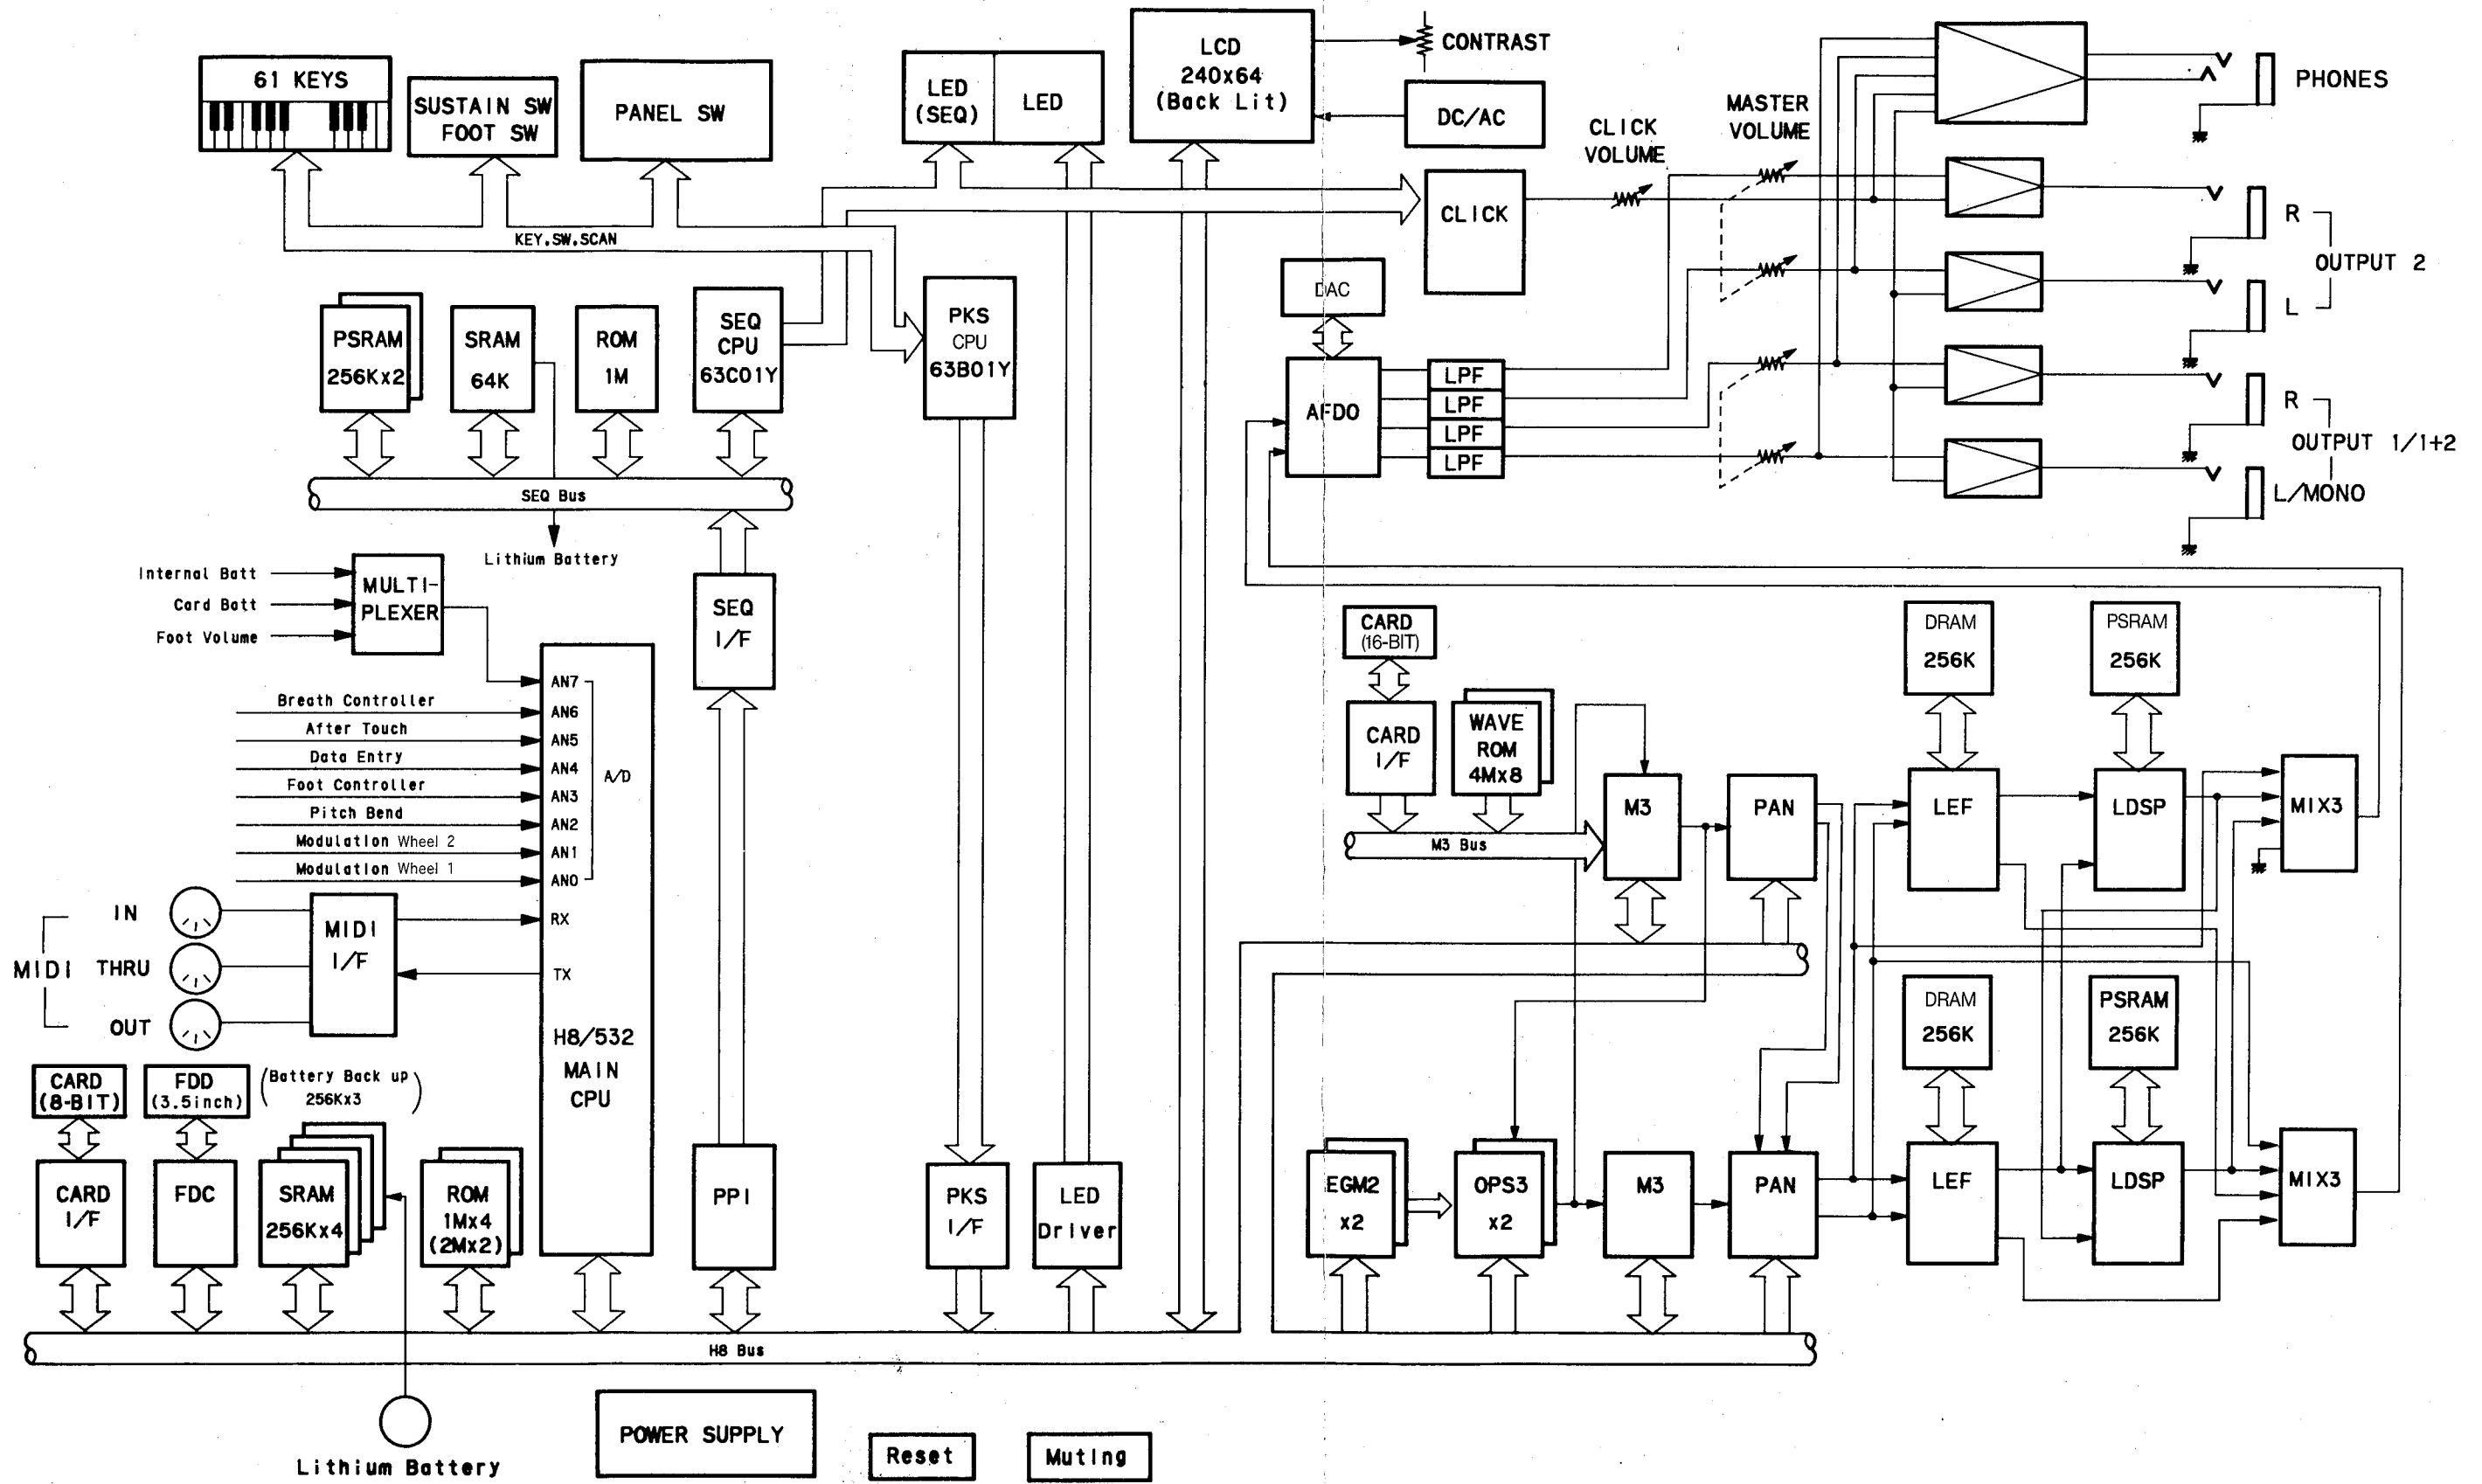 61 KEYS
SUSTAIN SW
FOOT SW
PANEL SW
LED
(SEQ)
LED
LCD
240x64
(Back Lit)
CONTRAST
DC/AC
CLICK
VOLUME
MASTER
VOLUME
PHONES
CLICK
R
OUTPUT 2
L
KEY.SW.SCAN
PSRAM
256Kx2
SRAM
64K
ROM
1M
SEQ
CPU
63C01Y
PKS
CPU
63B01Y
DAC
AFDO
LPF
LPF
LPF
LPF
R
OUTPUT 1/1+2
L/MONO
SEQ Bus
Lithium Battery
Internal Batt
Card Batt
Foot Volume
MULTI-
PLEXER
SEQ
I/F
Breath Controller
After Touch
Data Entry
Foot Controller
Pitch Bend
Modulation Wheel 2
Modulation Wheel 1
AN7
AN6
AN5
AN4
AN3
AN2
AN1
AN0
A/D
RX
TX
H8/532
MAIN
CPU
MIDI
IN
THRU
OUT
MIDI
I/F
CARD
(16-BIT)
CARD
I/F
WAVE
ROM
4Mx8
M3 Bus
M3
PAN
DRAM
256K
PSRAM
256K
LEF
LDSP
MIX3
DRAM
256K
PSRAM
256K
CARD
(8-BIT)
FDD
(3.5inch)
(Battery Back up)
256Kx3
CARD
I/F
FDC
SRAM
256Kx4
ROM
1Mx4
(2Mx2)
PPI
PKS
I/F
LED
Driver
EGM2
x2
OPS3
x2
M3
PAN
LEF
LDSP
MIX3
H8 Bus
Lithium Battery
POWER SUPPLY
Reset
Muting